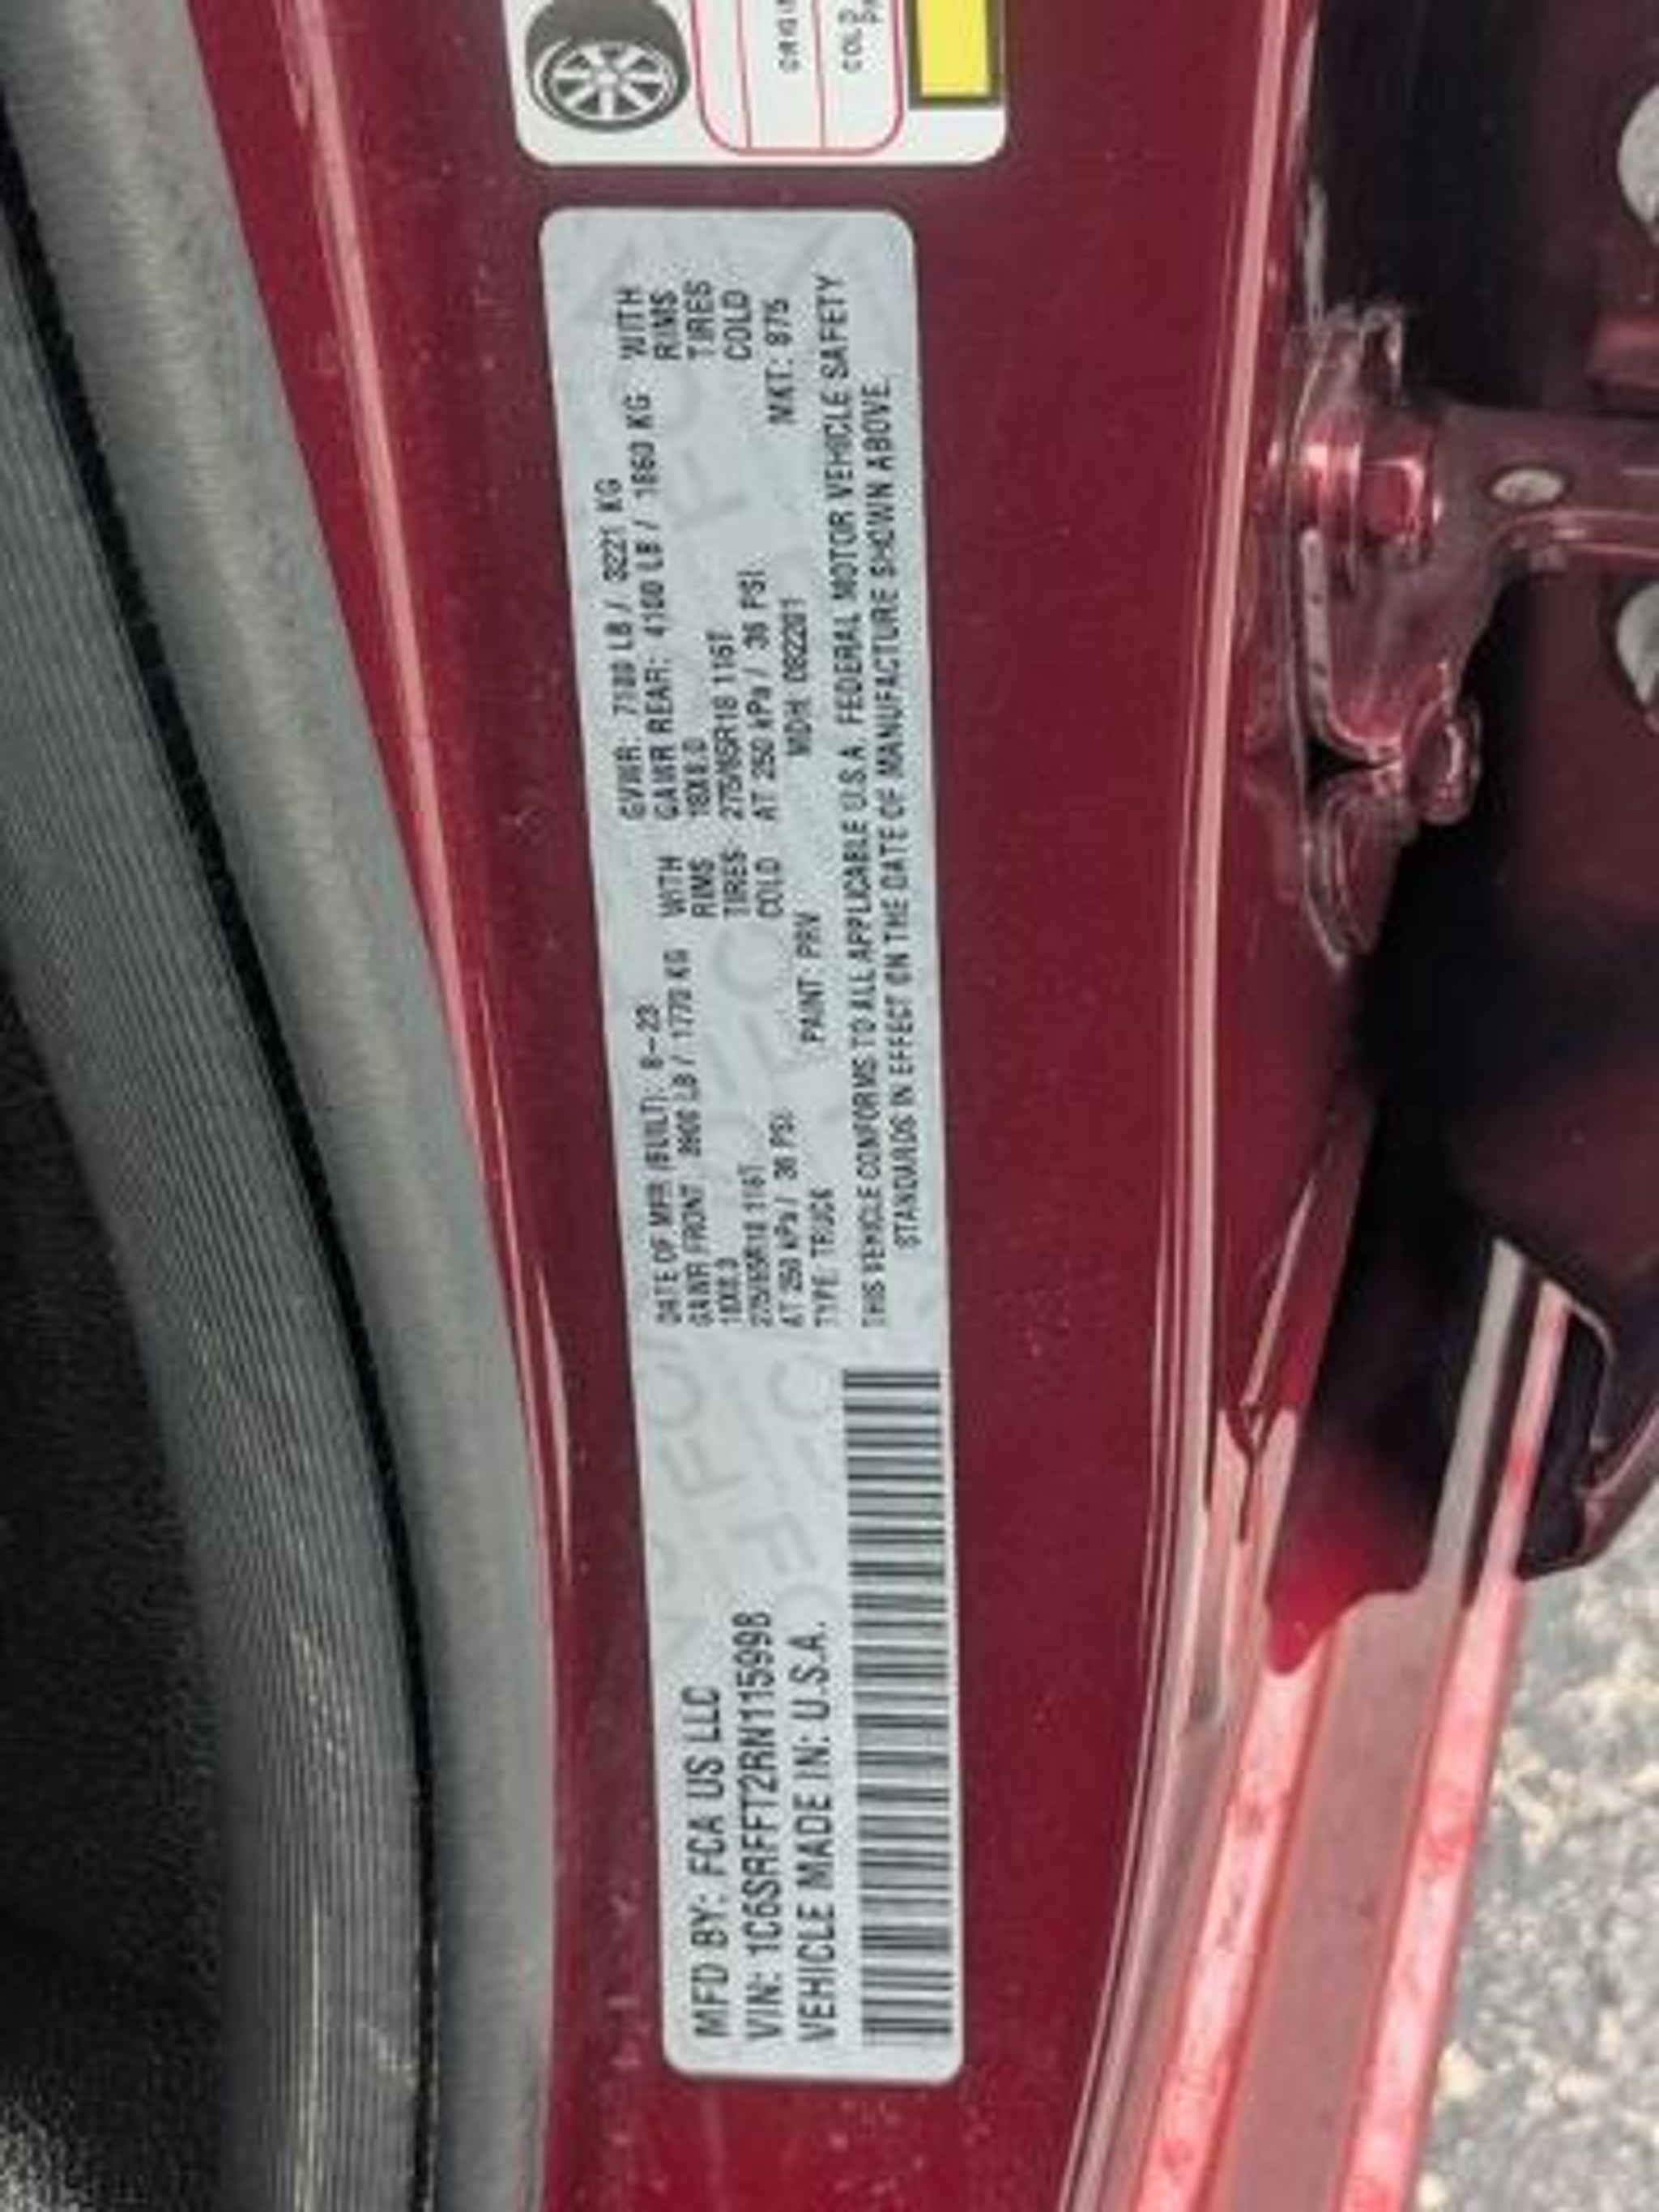 MFD BY: FCA US LLC
VIN: 1C6SRFFT2RN115998
VEHICLE MADE IN: U.S.A.
DATE OF MFR (BUILT): 8-23
GVWR: 7100 LB / 3221 KG
GAWR FRONT: 3900 LB / 1770 KG WITH
GAWR REAR: 4100 LB / 1860 KG WITH
18X8.0 RIMS
18X8.0 RIMS
275/65R18 116T TIRES
275/65R18 116T TIRES
AT 250 kPa / 36 PSI COLD
AT 250 kPa / 36 PSI COLD
TYPE: TRUCK PAINT: PRV MDH: MKT: 875
THIS VEHICLE CONFORMS TO ALL APPLICABLE U.S.A. FEDERAL MOTOR VEHICLE SAFETY
STANDARDS IN EFFECT ON THE DATE OF MANUFACTURE SHOWN ABOVE.
COLD